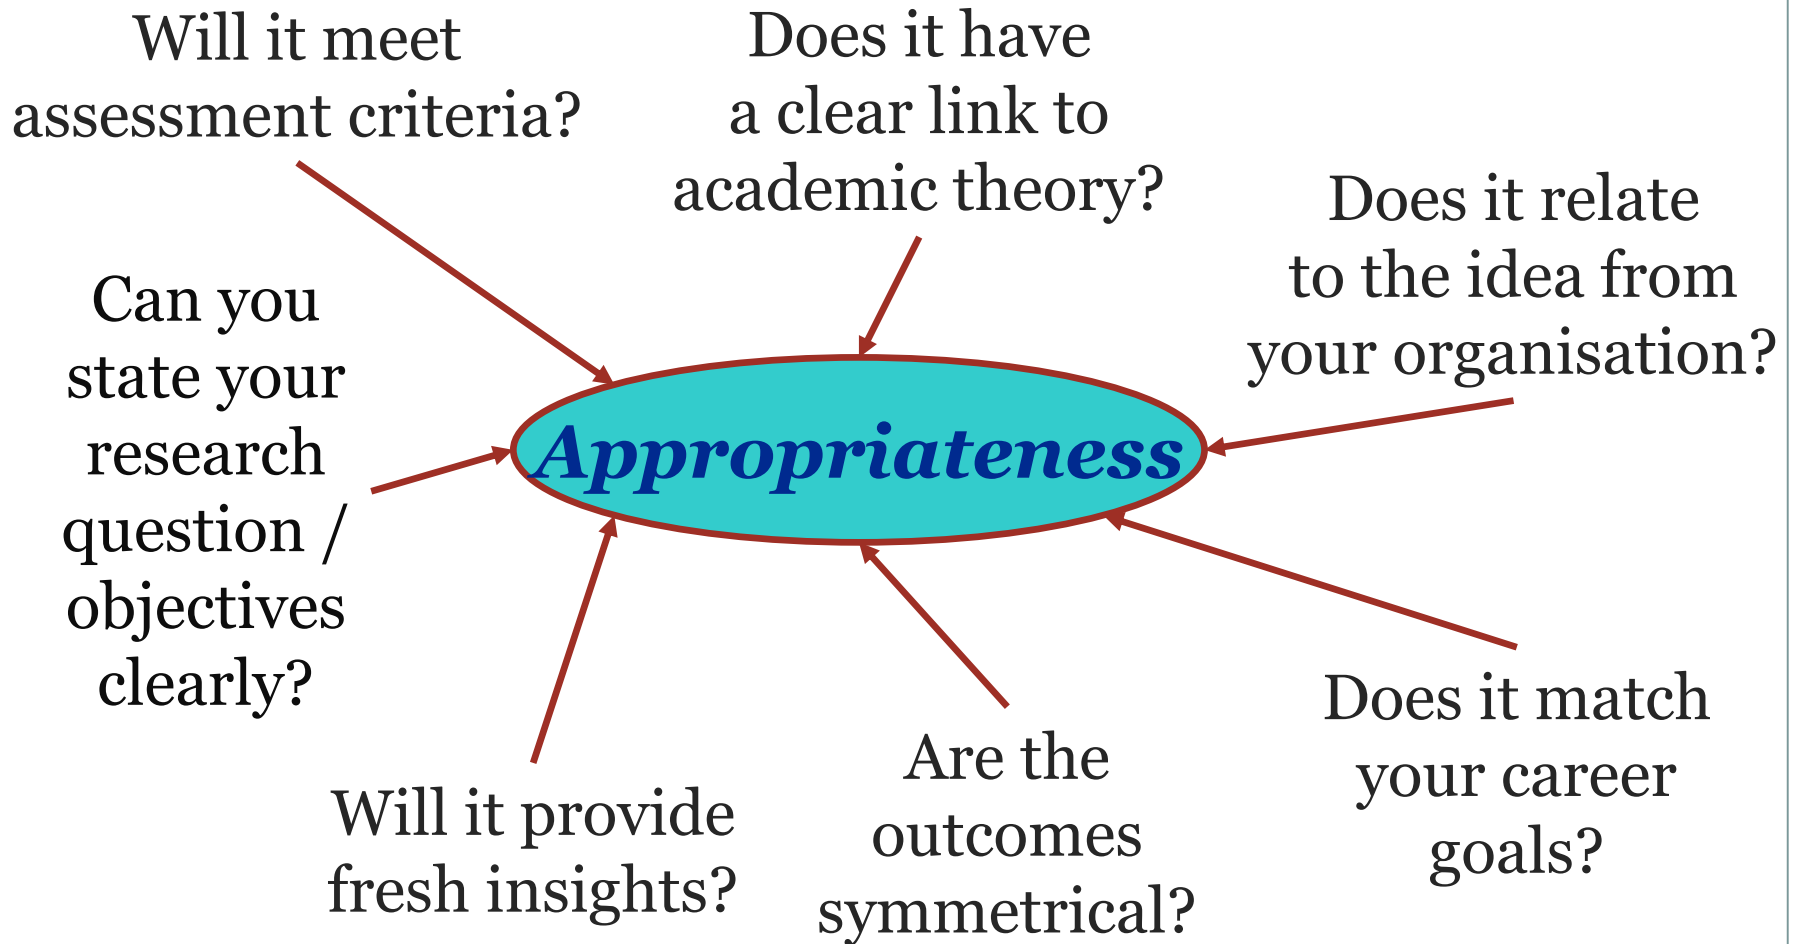 Will it meet
assessment criteria?
Does it have
a clear link to
academic theory?
Does it relate
to the idea from
your organisation?
Can you
state your
research
question /
objectives
clearly?
Appropriateness
Will it provide
fresh insights?
Are the
outcomes
symmetrical?
Does it match
your career
goals?